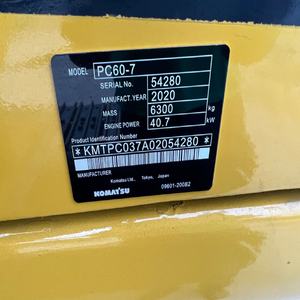 MODEL PC60-7
SERIAL No. 54280
MANUFACT. YEAR 2020
MASS 6300 kg
ENGINE POWER 40.7 kW
Product Identification Number
*KMTPC037A02054280*
MANUFACTURER
Komatsu Ltd., Tokyo, Japan
KOMATSU 09601-20082